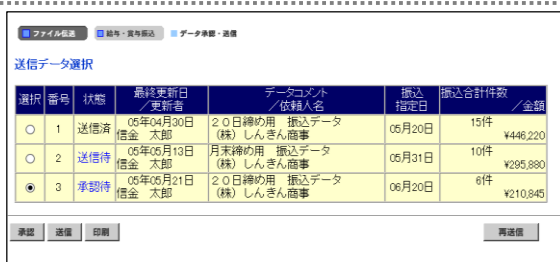 ファイル伝送 給与・賞与振込 データ承認・送信
送信データ選択
選択 番号 状態 最終更新日／更新者 データコメント／依頼人名 振込指定日 振込合計件数／金額
1 送信済 05年04月30日 ２０日締め用 振込データ 05月20日 15件
信金 太郎 （株）しんきん商事 ¥446,220
2 送信待 05年05月13日 月末締め用 振込データ 05月31日 10件
信金 太郎 （株）しんきん商事 ¥295,880
3 承認待 05年05月21日 ２０日締め用 振込データ 06月20日 6件
信金 太郎 （株）しんきん商事 ¥210,845
承認 送信 印刷 再送信